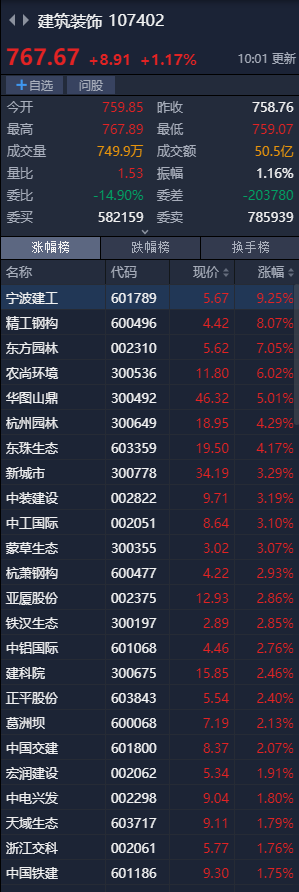 建筑装饰 107402
767.67 +8.91 +1.17% 10:01 更新
+自选 问股
今开 759.85 昨收 758.76
最高 767.89 最低 759.07
成交量 749.9万 成交额 50.5亿
量比 1.53 振幅 1.16%
委比 -14.90% 委差 -203780
委买 582159 委卖 785939
涨幅榜 跌幅榜 换手榜
名称 代码 现价 涨幅
宁波建工 601789 5.67 9.25%
精工钢构 600496 4.42 8.07%
东方园林 002310 5.62 7.05%
农尚环境 300536 11.80 6.02%
华图山鼎 300492 46.32 5.01%
杭州园林 300649 18.95 4.29%
东珠生态 603359 19.50 4.17%
新城市 300778 34.19 3.29%
中装建设 002822 9.71 3.19%
中工国际 002051 8.64 3.10%
蒙草生态 300355 3.02 3.07%
杭萧钢构 600477 4.22 2.93%
亚厦股份 002375 12.93 2.86%
铁汉生态 300197 2.89 2.85%
中铝国际 601068 4.46 2.76%
建科院 300675 15.85 2.46%
正平股份 603843 5.54 2.40%
葛洲坝 600068 7.19 2.13%
中国交建 601800 8.37 2.07%
宏润建设 002062 5.34 1.91%
中电兴发 002298 9.04 1.80%
天域生态 603717 9.11 1.79%
浙江交科 002061 5.77 1.76%
中国铁建 601186 9.30 1.75%